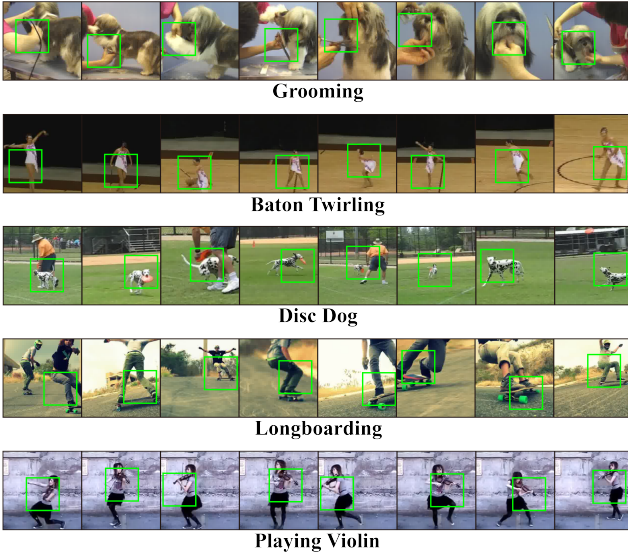 Grooming
Baton Twirling
Disc Dog
Longboarding
Playing Violin